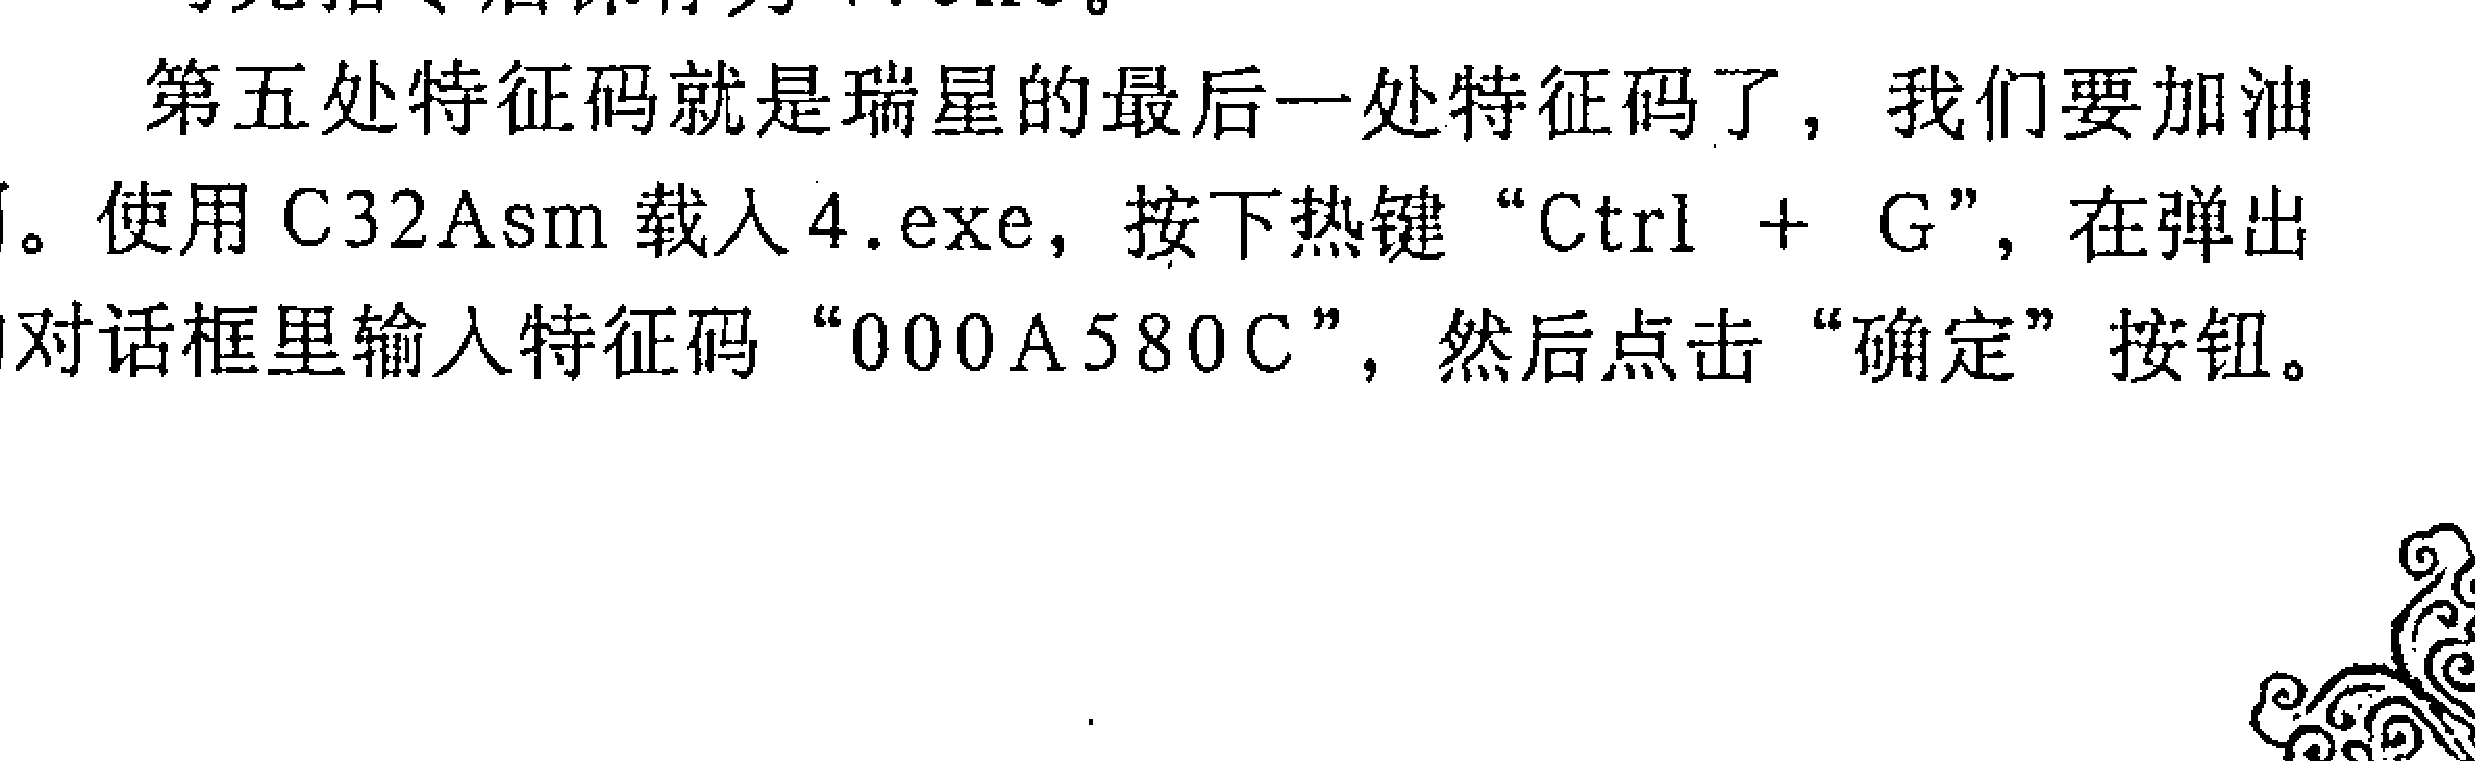 第五处特征码就是瑞星的最后一处特征码了，我们要加油
。使用 C32Asm 载入 4.exe，按下热键“Ctrl + G”，在弹出
对话框里输入特征码“000A580C”，然后点击“确定”按钮。